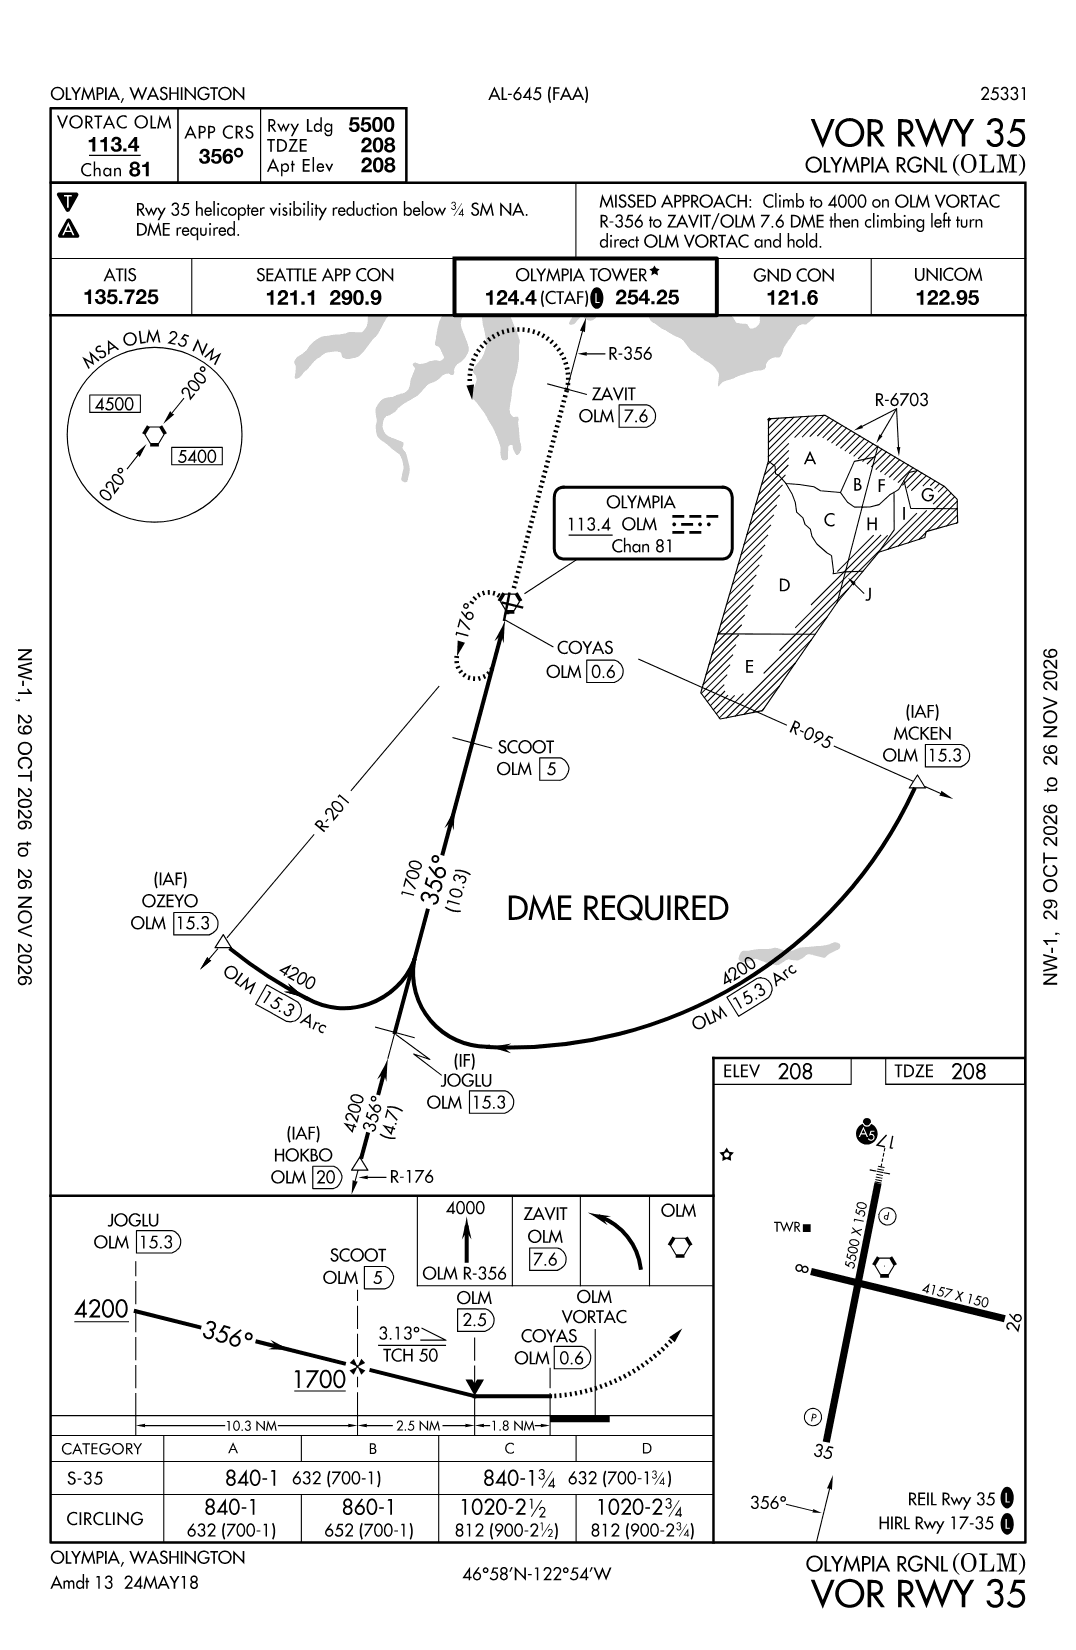 OLYMPIA, WASHINGTON
AL-645 (FAA)
25331
VORTAC OLM
113.4
Chan 81
APP CRS
356°
Rwy Ldg 5500
TDZE 208
Apt Elev 208
VOR RWY 35
OLYMPIA RGNL (OLM)
T
A
Rwy 35 helicopter visibility reduction below ¾ SM NA.
DME required.
MISSED APPROACH: Climb to 4000 on OLM VORTAC
R-356 to ZAVIT/OLM 7.6 DME then climbing left turn
direct OLM VORTAC and hold.
ATIS
135.725
SEATTLE APP CON
121.1 290.9
OLYMPIA TOWER★
124.4 (CTAF) L 254.25
GND CON
121.6
UNICOM
122.95
MSA OLM 25 NM
4500
200°
5400
020°
R-356
ZAVIT
OLM 7.6
R-6703
A
B
F
G
C
H
I
D
J
E
OLYMPIA
113.4 OLM
Chan 81
176°
COYAS
OLM 0.6
R-095
(IAF)
MCKEN
OLM 15.3
SCOOT
OLM 5
R-201
1700
356°
(10.3)
(IAF)
OZEYO
OLM 15.3
DME REQUIRED
4200
OLM 15.3 Arc
4200
OLM 15.3 Arc
(IF)
JOGLU
OLM 15.3
4200
356°
(4.7)
(IAF)
HOKBO
OLM 20
R-176
ELEV 208
TDZE 208
A5
17
5500 X 150
P
TWR
8
4157 X 150
26
P
35
356°
REIL Rwy 35 L
HIRL Rwy 17-35 L
JOGLU
OLM 15.3
SCOOT
OLM 5
4000
OLM R-356
ZAVIT
OLM
7.6
OLM
4200
356°
1700
3.13°
TCH 50
OLM
2.5
COYAS
OLM 0.6
OLM
VORTAC
10.3 NM
2.5 NM
1.8 NM
CATEGORY A B C D
S-35 840-1 632 (700-1) 840-1¾ 632 (700-1¾)
CIRCLING
840-1
632 (700-1)
860-1
652 (700-1)
1020-2½
812 (900-2½)
1020-2¾
812 (900-2¾)
OLYMPIA, WASHINGTON
Amdt 13 24MAY18
46°58'N-122°54'W
OLYMPIA RGNL (OLM)
VOR RWY 35
NW-1, 29 OCT 2026 to 26 NOV 2026
NW-1, 29 OCT 2026 to 26 NOV 2026